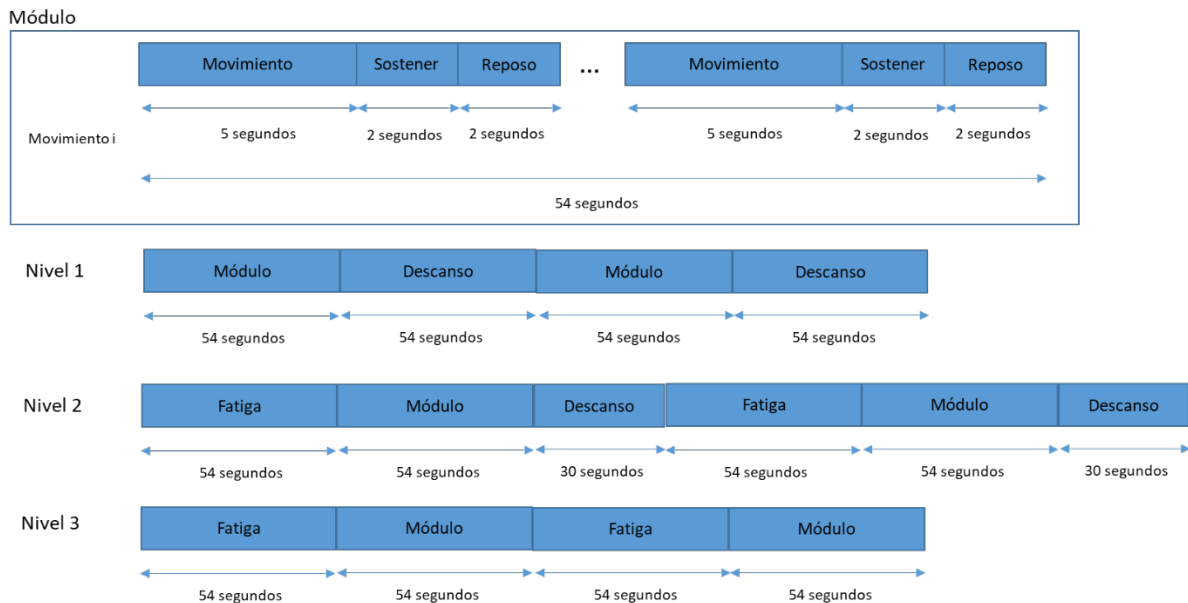 Módulo
Movimiento Sostener Reposo ... Movimiento Sostener Reposo
5 segundos 2 segundos 2 segundos 5 segundos 2 segundos 2 segundos
Movimiento i
54 segundos
Nivel 1
Módulo Descanso Módulo Descanso
54 segundos 54 segundos 54 segundos 54 segundos
Nivel 2
Fatiga Módulo Descanso Fatiga Módulo Descanso
54 segundos 54 segundos 30 segundos 54 segundos 54 segundos 30 segundos
Nivel 3
Fatiga Módulo Fatiga Módulo
54 segundos 54 segundos 54 segundos 54 segundos